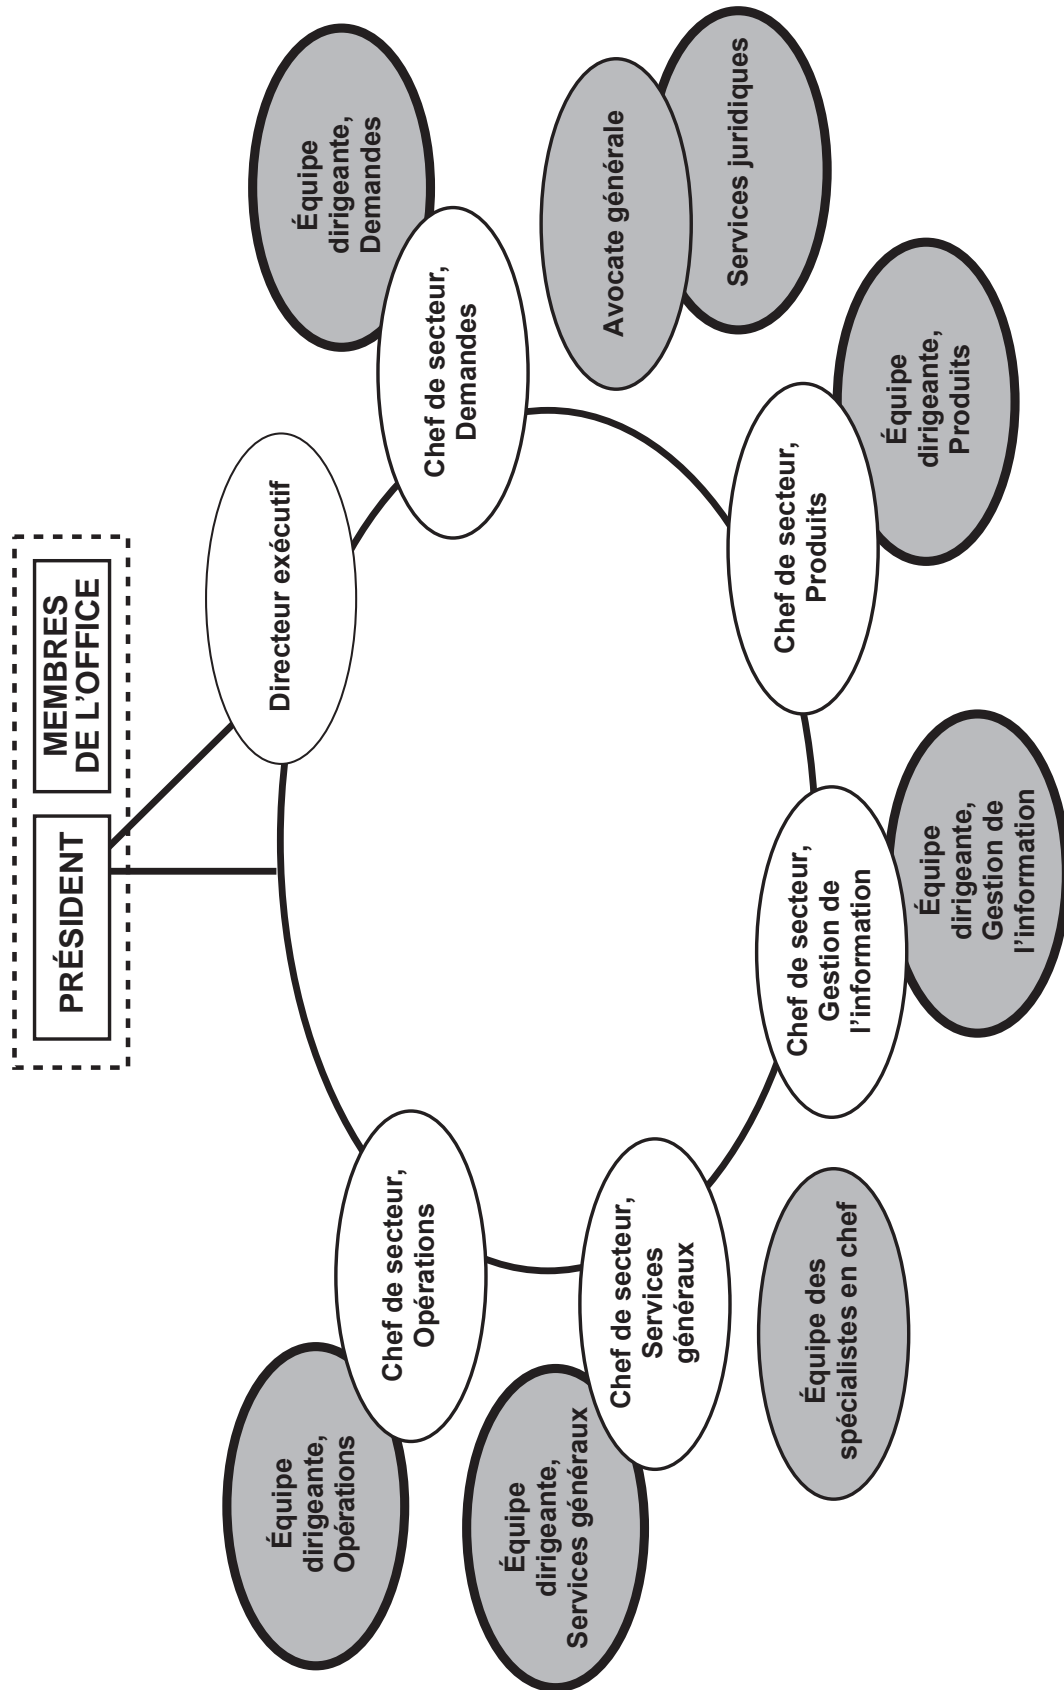 PRÉSIDENT
MEMBRES
DE L'OFFICE
Directeur exécutif
Équipe
dirigeante,
Opérations
Chef de secteur,
Opérations
Chef de secteur,
Demandes
Équipe
dirigeante,
Demandes
Équipe
dirigeante,
Services généraux
Chef de secteur,
Services
généraux
Avocate générale
Services juridiques
Équipe des
spécialistes en chef
Chef de secteur,
Gestion de
l'information
Équipe
dirigeante,
Gestion de
l'information
Chef de secteur,
Produits
Équipe
dirigeante,
Produits